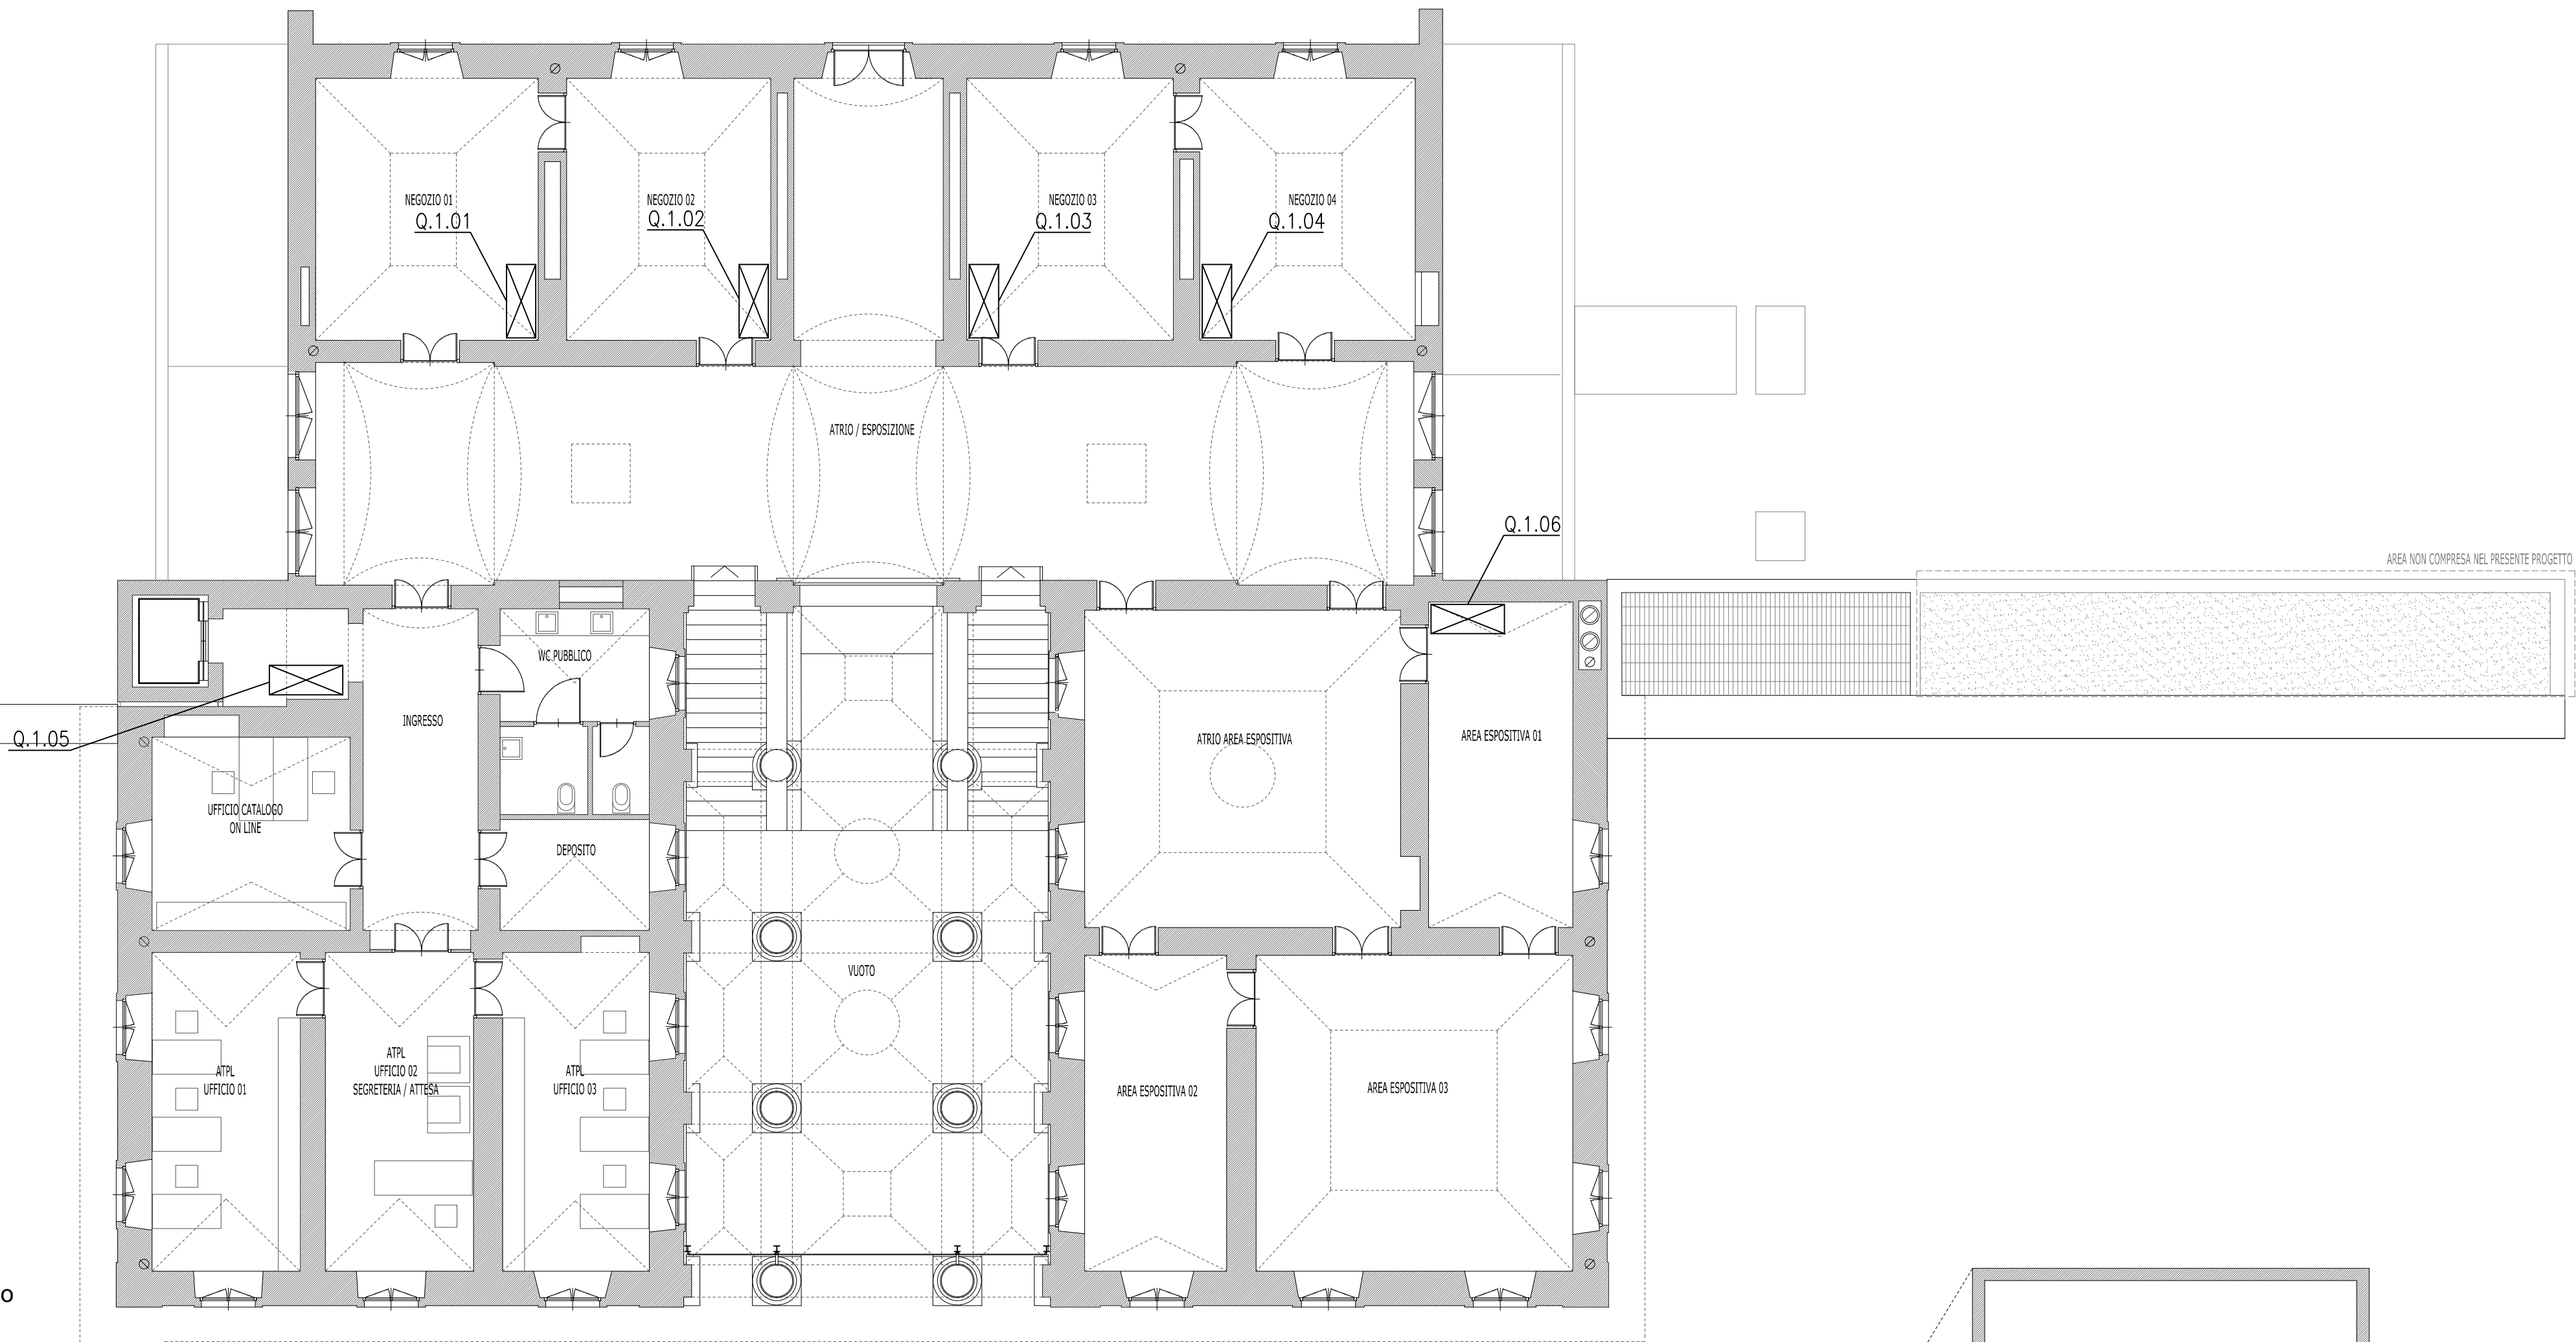 NEGOZIO 01
Q.1.01
NEGOZIO 02
Q.1.02
NEGOZIO 03
Q.1.03
NEGOZIO 04
Q.1.04
ATRIO / ESPOSIZIONE
Q.1.06
AREA NON COMPRESA NEL PRESENTE PROGETTO
WC PUBBLICO
INGRESSO
Q.1.05
ATRIO AREA ESPOSITIVA
AREA ESPOSITIVA 01
UFFICIO CATALOGO
ON LINE
DEPOSITO
VUOTO
ATPL
UFFICIO 01
ATPL
UFFICIO 02
SEGRETERIA / ATTESA
ATPL
UFFICIO 03
AREA ESPOSITIVA 02
AREA ESPOSITIVA 03
o